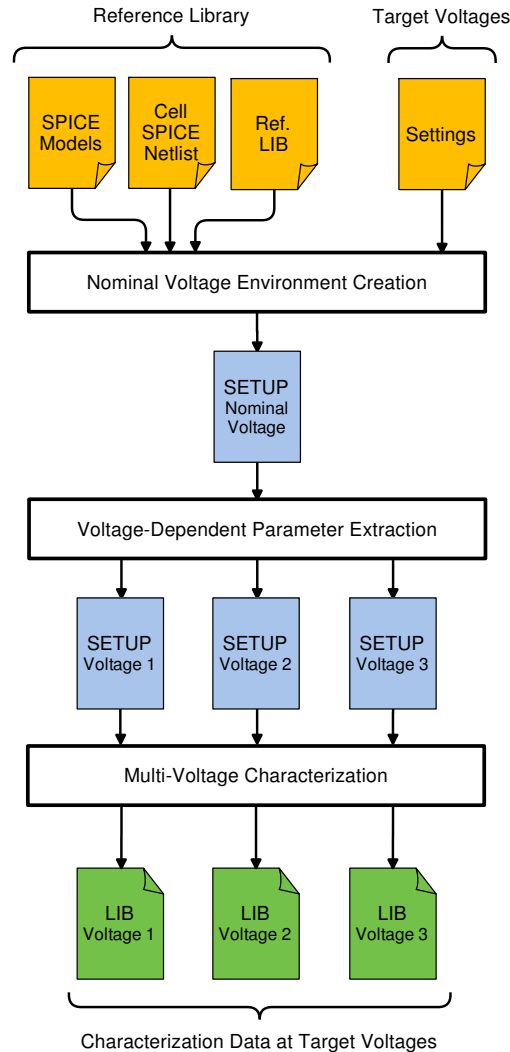 Reference Library
Target Voltages
SPICE
Models
Cell
SPICE
Netlist
Ref.
LIB
Settings
Nominal Voltage Environment Creation
SETUP
Nominal
Voltage
Voltage-Dependent Parameter Extraction
SETUP
Voltage 1
SETUP
Voltage 2
SETUP
Voltage 3
Multi-Voltage Characterization
LIB
Voltage 1
LIB
Voltage 2
LIB
Voltage 3
Characterization Data at Target Voltages